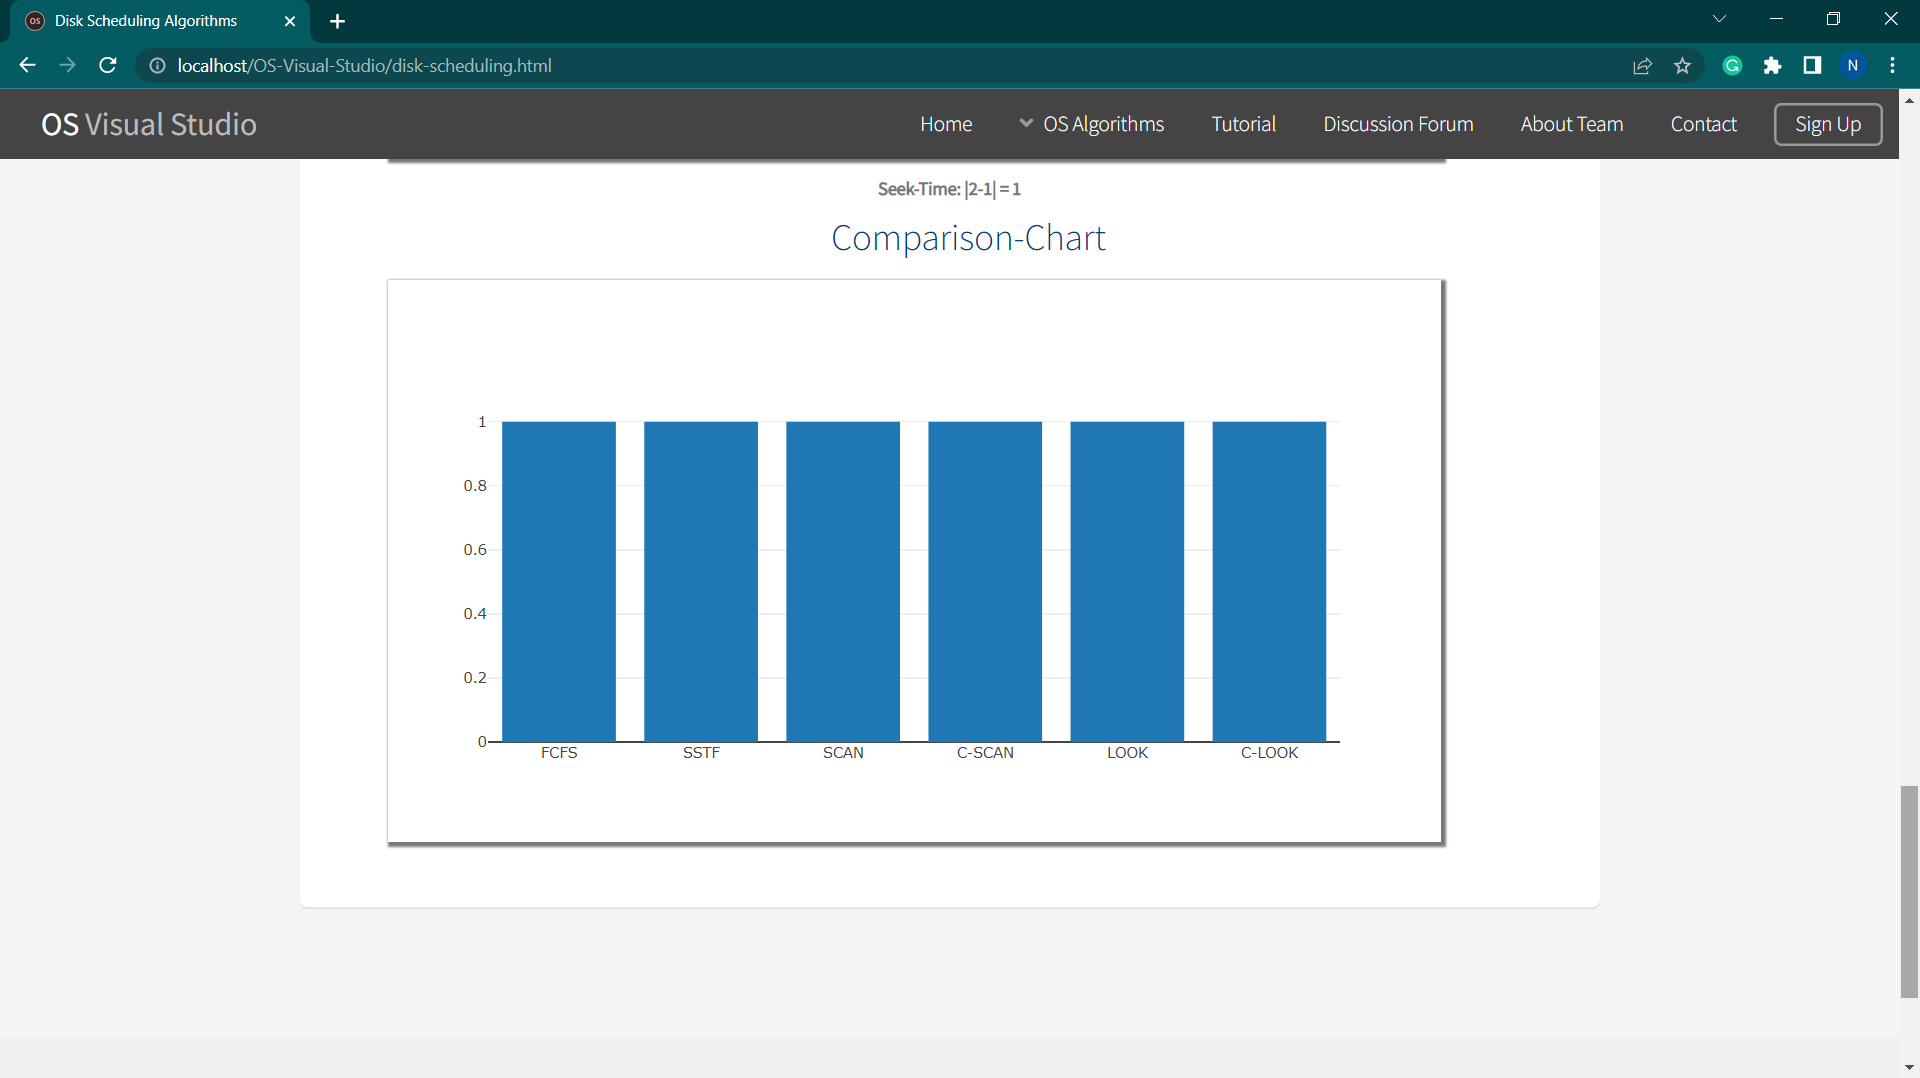 Disk Scheduling Algorithms
localhost/OS-Visual-Studio/disk-scheduling.html
N
OS Visual Studio
Home
OS Algorithms
Tutorial
Discussion Forum
About Team
Contact
Sign Up
Seek-Time: |2-1| = 1
Comparison-Chart
1
0.8
0.6
0.4
0.2
0
FCFS
SSTF
SCAN
C-SCAN
LOOK
C-LOOK